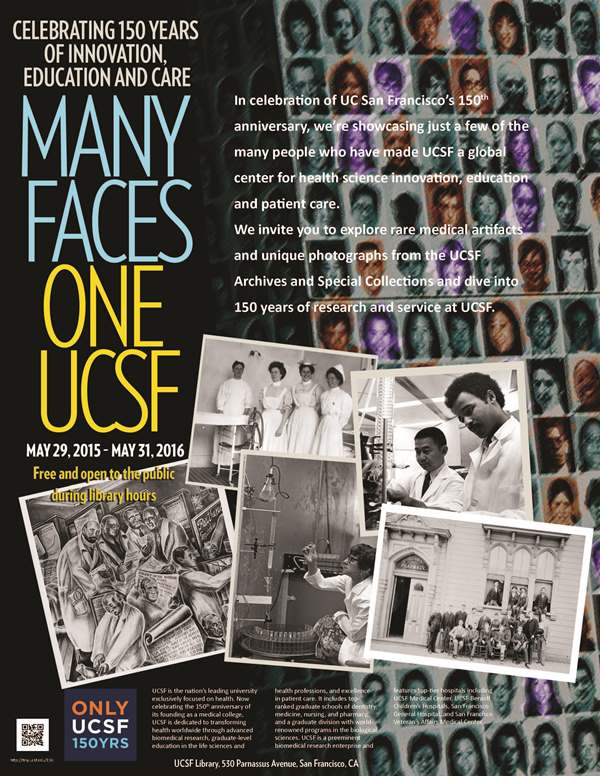 CELEBRATING 150 YEARS
OF INNOVATION,
EDUCATION AND CARE
MANY
FACES
ONE
UCSF
MAY 29, 2015 - MAY 31, 2016
Free and open to the public
during library hours
In celebration of UC San Francisco's 150th
anniversary, we're showcasing just a few of the
many people who have made UCSF a global
center for health science innovation, education
and patient care.
We invite you to explore rare medical artifacts
and unique photographs from the UCSF
Archives and Special Collections and dive into
150 years of research and service at UCSF.
ONLY
UCSF
150YRS
UCSF is the nation's leading university
exclusively focused on health. Now
celebrating the 150th anniversary of
its founding as a medical college,
UCSF is dedicated to transforming
health worldwide through advanced
biomedical research, graduate-level
education in the life sciences and
health professions, and excellence
in patient care. It includes top-
ranked graduate schools of dentistry,
medicine, nursing, and pharmacy,
and a graduate division with world-
renowned programs in the biological
sciences. UCSF is a preeminent
biomedical research enterprise and
features top-tier hospitals including
UCSF Medical Center, UCSF Benioff
Children's Hospitals, San Francisco
General Hospital, and San Francisco
Veteran's Affairs Medical Center.
UCSF Library, 530 Parnassus Avenue, San Francisco, CA